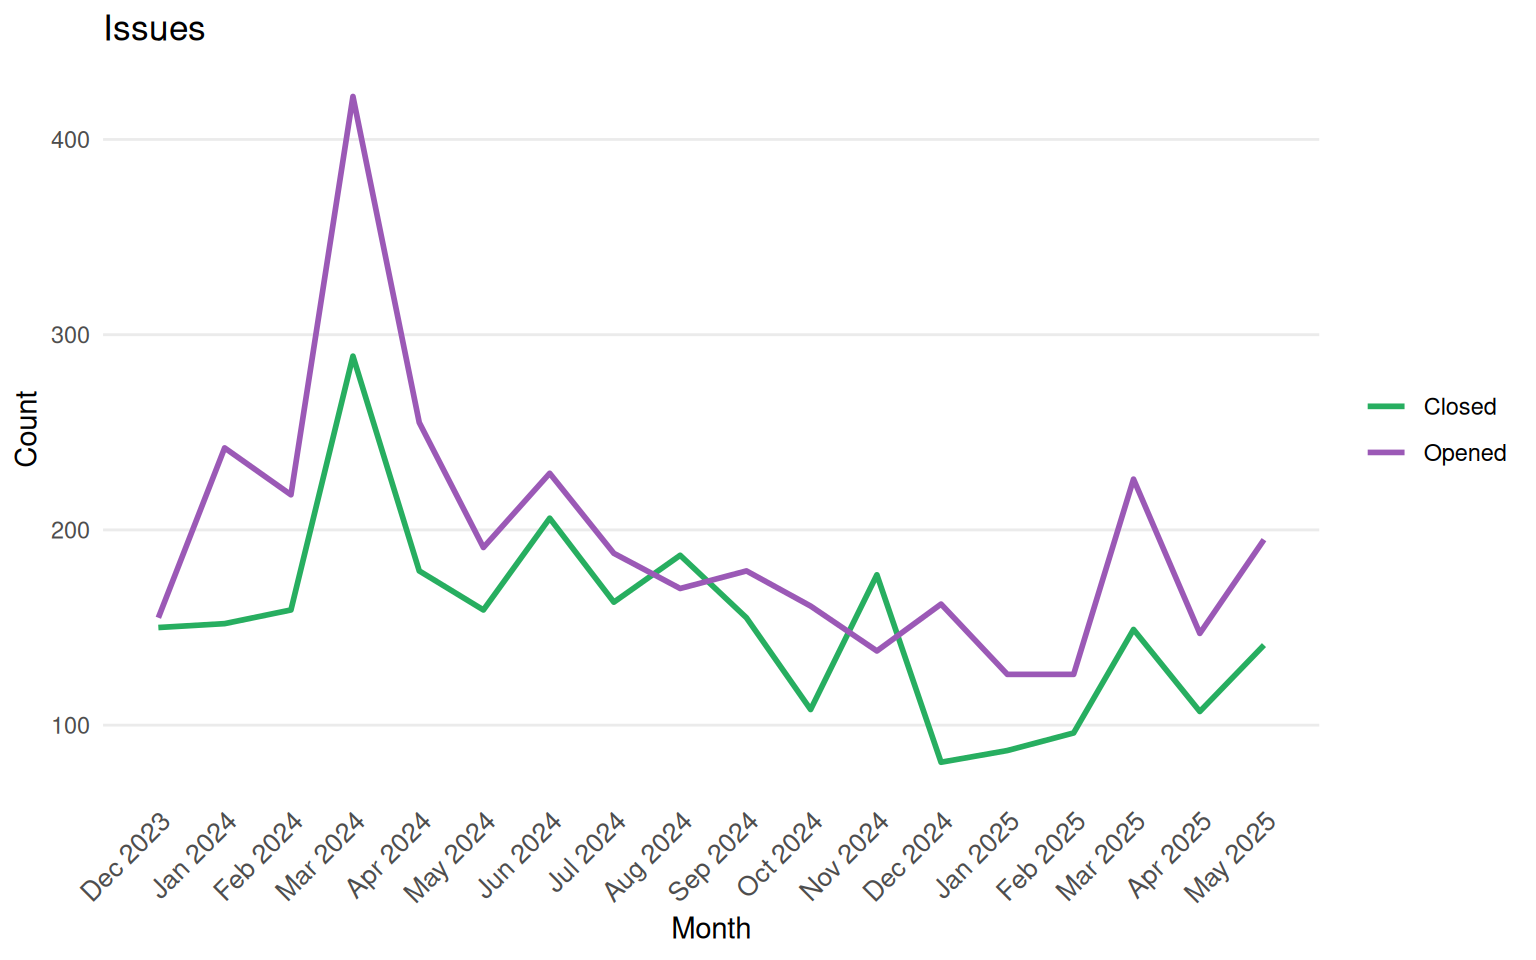 Issues
400
300
200
100
Count
Dec 2023
Jan 2024
Feb 2024
Mar 2024
Apr 2024
May 2024
Jun 2024
Jul 2024
Aug 2024
Sep 2024
Oct 2024
Nov 2024
Dec 2024
Jan 2025
Feb 2025
Mar 2025
Apr 2025
May 2025
Month
Closed
Opened